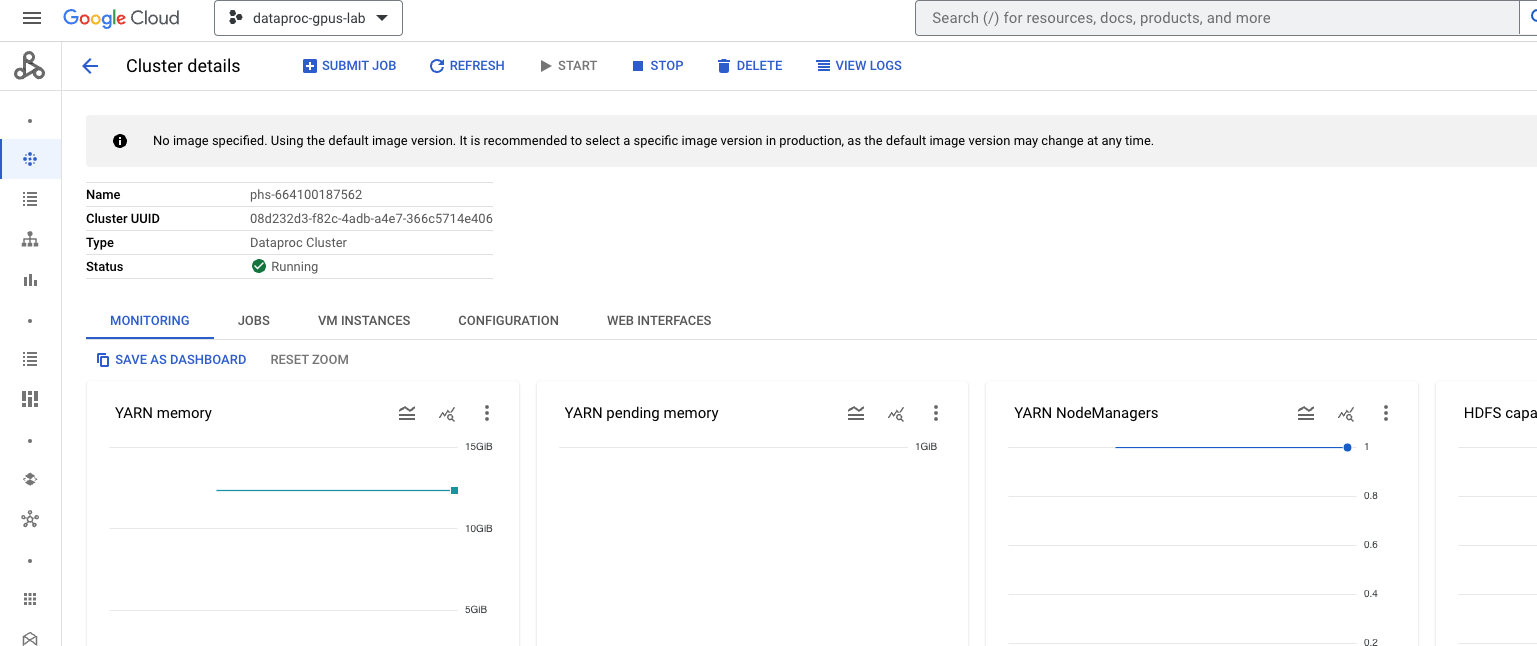 Google Cloud dataproc-gpus-lab Search (/) for resources, docs, products, and more
Cluster details SUBMIT JOB REFRESH START STOP DELETE VIEW LOGS
No image specified. Using the default image version. It is recommended to select a specific image version in production, as the default image version may change at any time.
Name phs-664100187562
Cluster UUID 08d232d3-f82c-4adb-a4e7-366c5714e406
Type Dataproc Cluster
Status Running
MONITORING JOBS VM INSTANCES CONFIGURATION WEB INTERFACES
SAVE AS DASHBOARD RESET ZOOM
YARN memory
15GiB
10GiB
5GiB
YARN pending memory
1GiB
YARN NodeManagers
1
0.8
0.6
0.4
0.2
HDFS capa